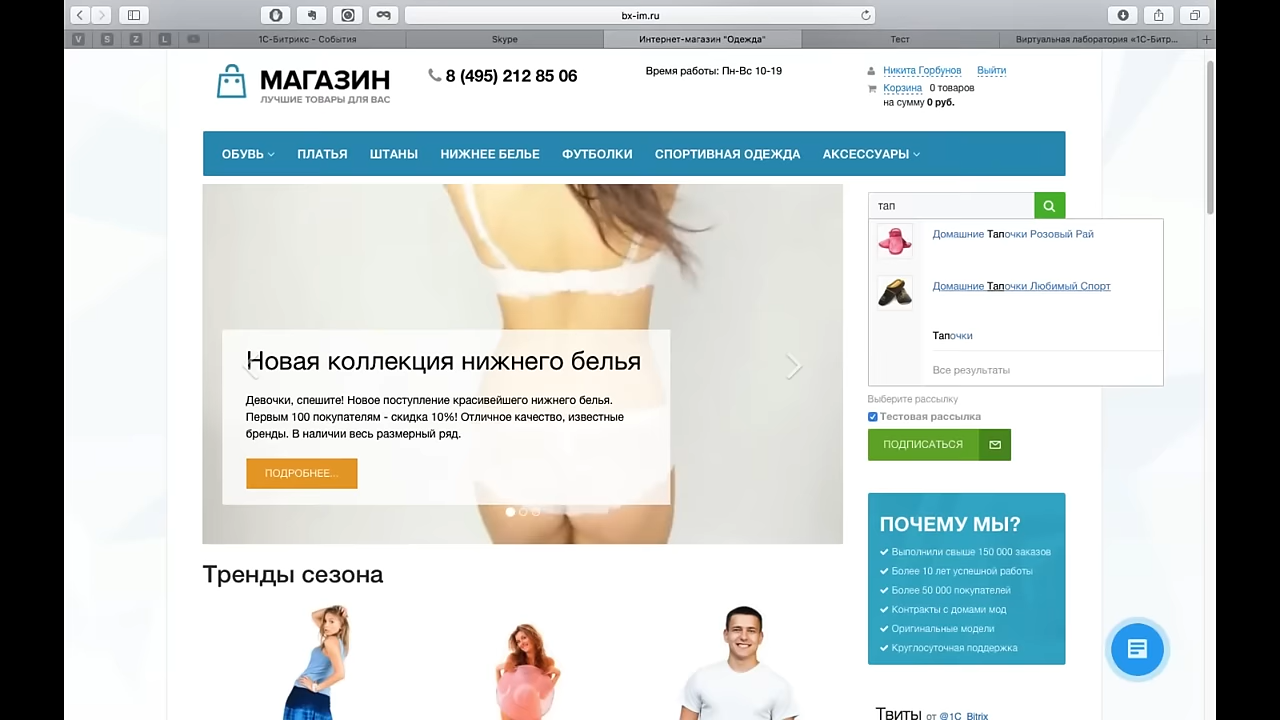 bx-im.ru
V S Z L
1С-Битрикс - События
Skype
Интернет-магазин "Одежда"
Тест
Виртуальная лаборатория «1С-Битр...
МАГАЗИН
ЛУЧШИЕ ТОВАРЫ ДЛЯ ВАС
8 (495) 212 85 06
Время работы: Пн-Вс 10-19
Никита Горбунов Выйти
Корзина 0 товаров
на сумму 0 руб.
ОБУВЬ ПЛАТЬЯ ШТАНЫ НИЖНЕЕ БЕЛЬЕ ФУТБОЛКИ СПОРТИВНАЯ ОДЕЖДА АКСЕССУАРЫ
тап
Домашние Тапочки Розовый Рай
Домашние Тапочки Любимый Спорт
Тапочки
Все результаты
Новая коллекция нижнего белья
Девочки, спешите! Новое поступление красивейшего нижнего белья.
Первым 100 покупателям - скидка 10%! Отличное качество, известные
бренды. В наличии весь размерный ряд.
ПОДРОБНЕЕ...
Выберите рассылку
Тестовая рассылка
ПОДПИСАТЬСЯ
ПОЧЕМУ МЫ?
Выполнили свыше 150 000 заказов
Более 10 лет успешной работы
Более 50 000 покупателей
Контракты с домами мод
Оригинальные модели
Круглосуточная поддержка
Тренды сезона
Твиты от @1C_Bitrix